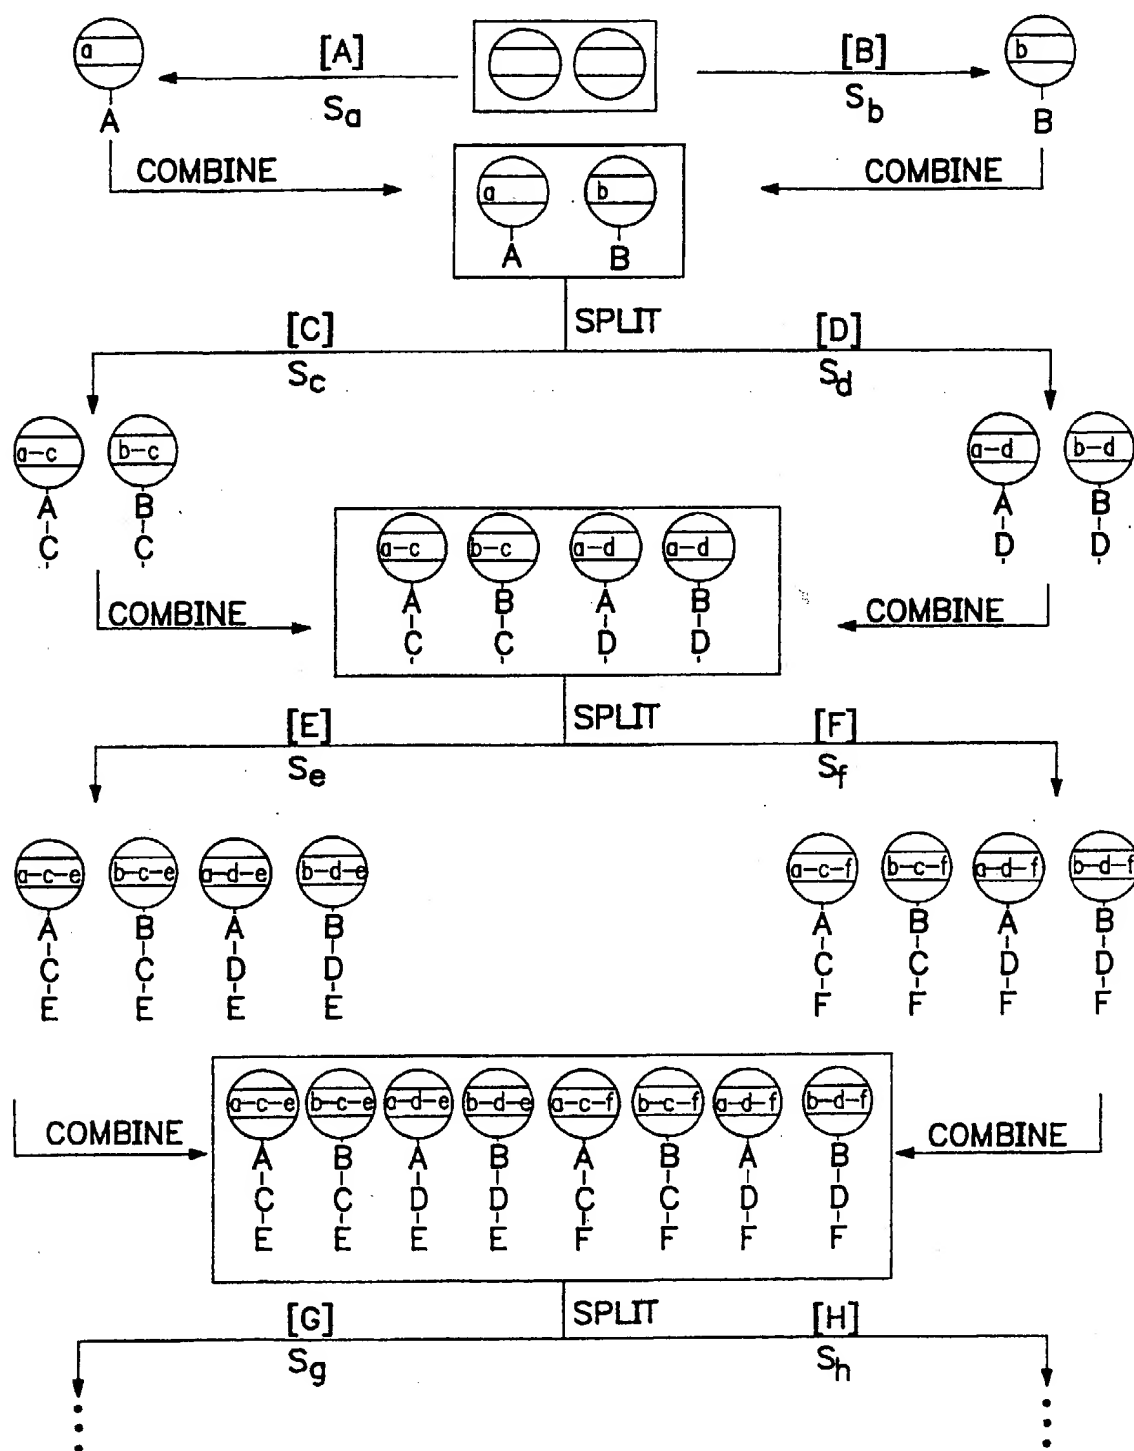 a [A] [B] b
Sa Sb
A B
COMBINE COMBINE
a b
A B
SPLIT
[C] [D]
Sc Sd
a-c b-c a-d b-d
A B A B
C C D D
a-c b-c a-d a-d
A B A B
C C D D
COMBINE COMBINE
SPLIT
[E] [F]
Se Sf
a-c-e b-c-e a-d-e b-d-e a-c-f b-c-f a-d-f b-d-f
A B A B A B A B
C C D D C C D D
E E E E F F F F
a-c-e b-c-e a-d-e b-d-e a-c-f b-c-f a-d-f b-d-f
COMBINE COMBINE
A B A B A B A B
C C D D C C D D
E E E E F F F F
SPLIT
[G] [H]
Sg Sh